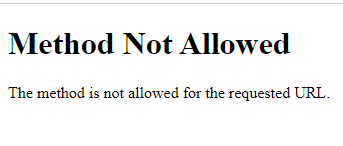 Method Not Allowed
The method is not allowed for the requested URL.